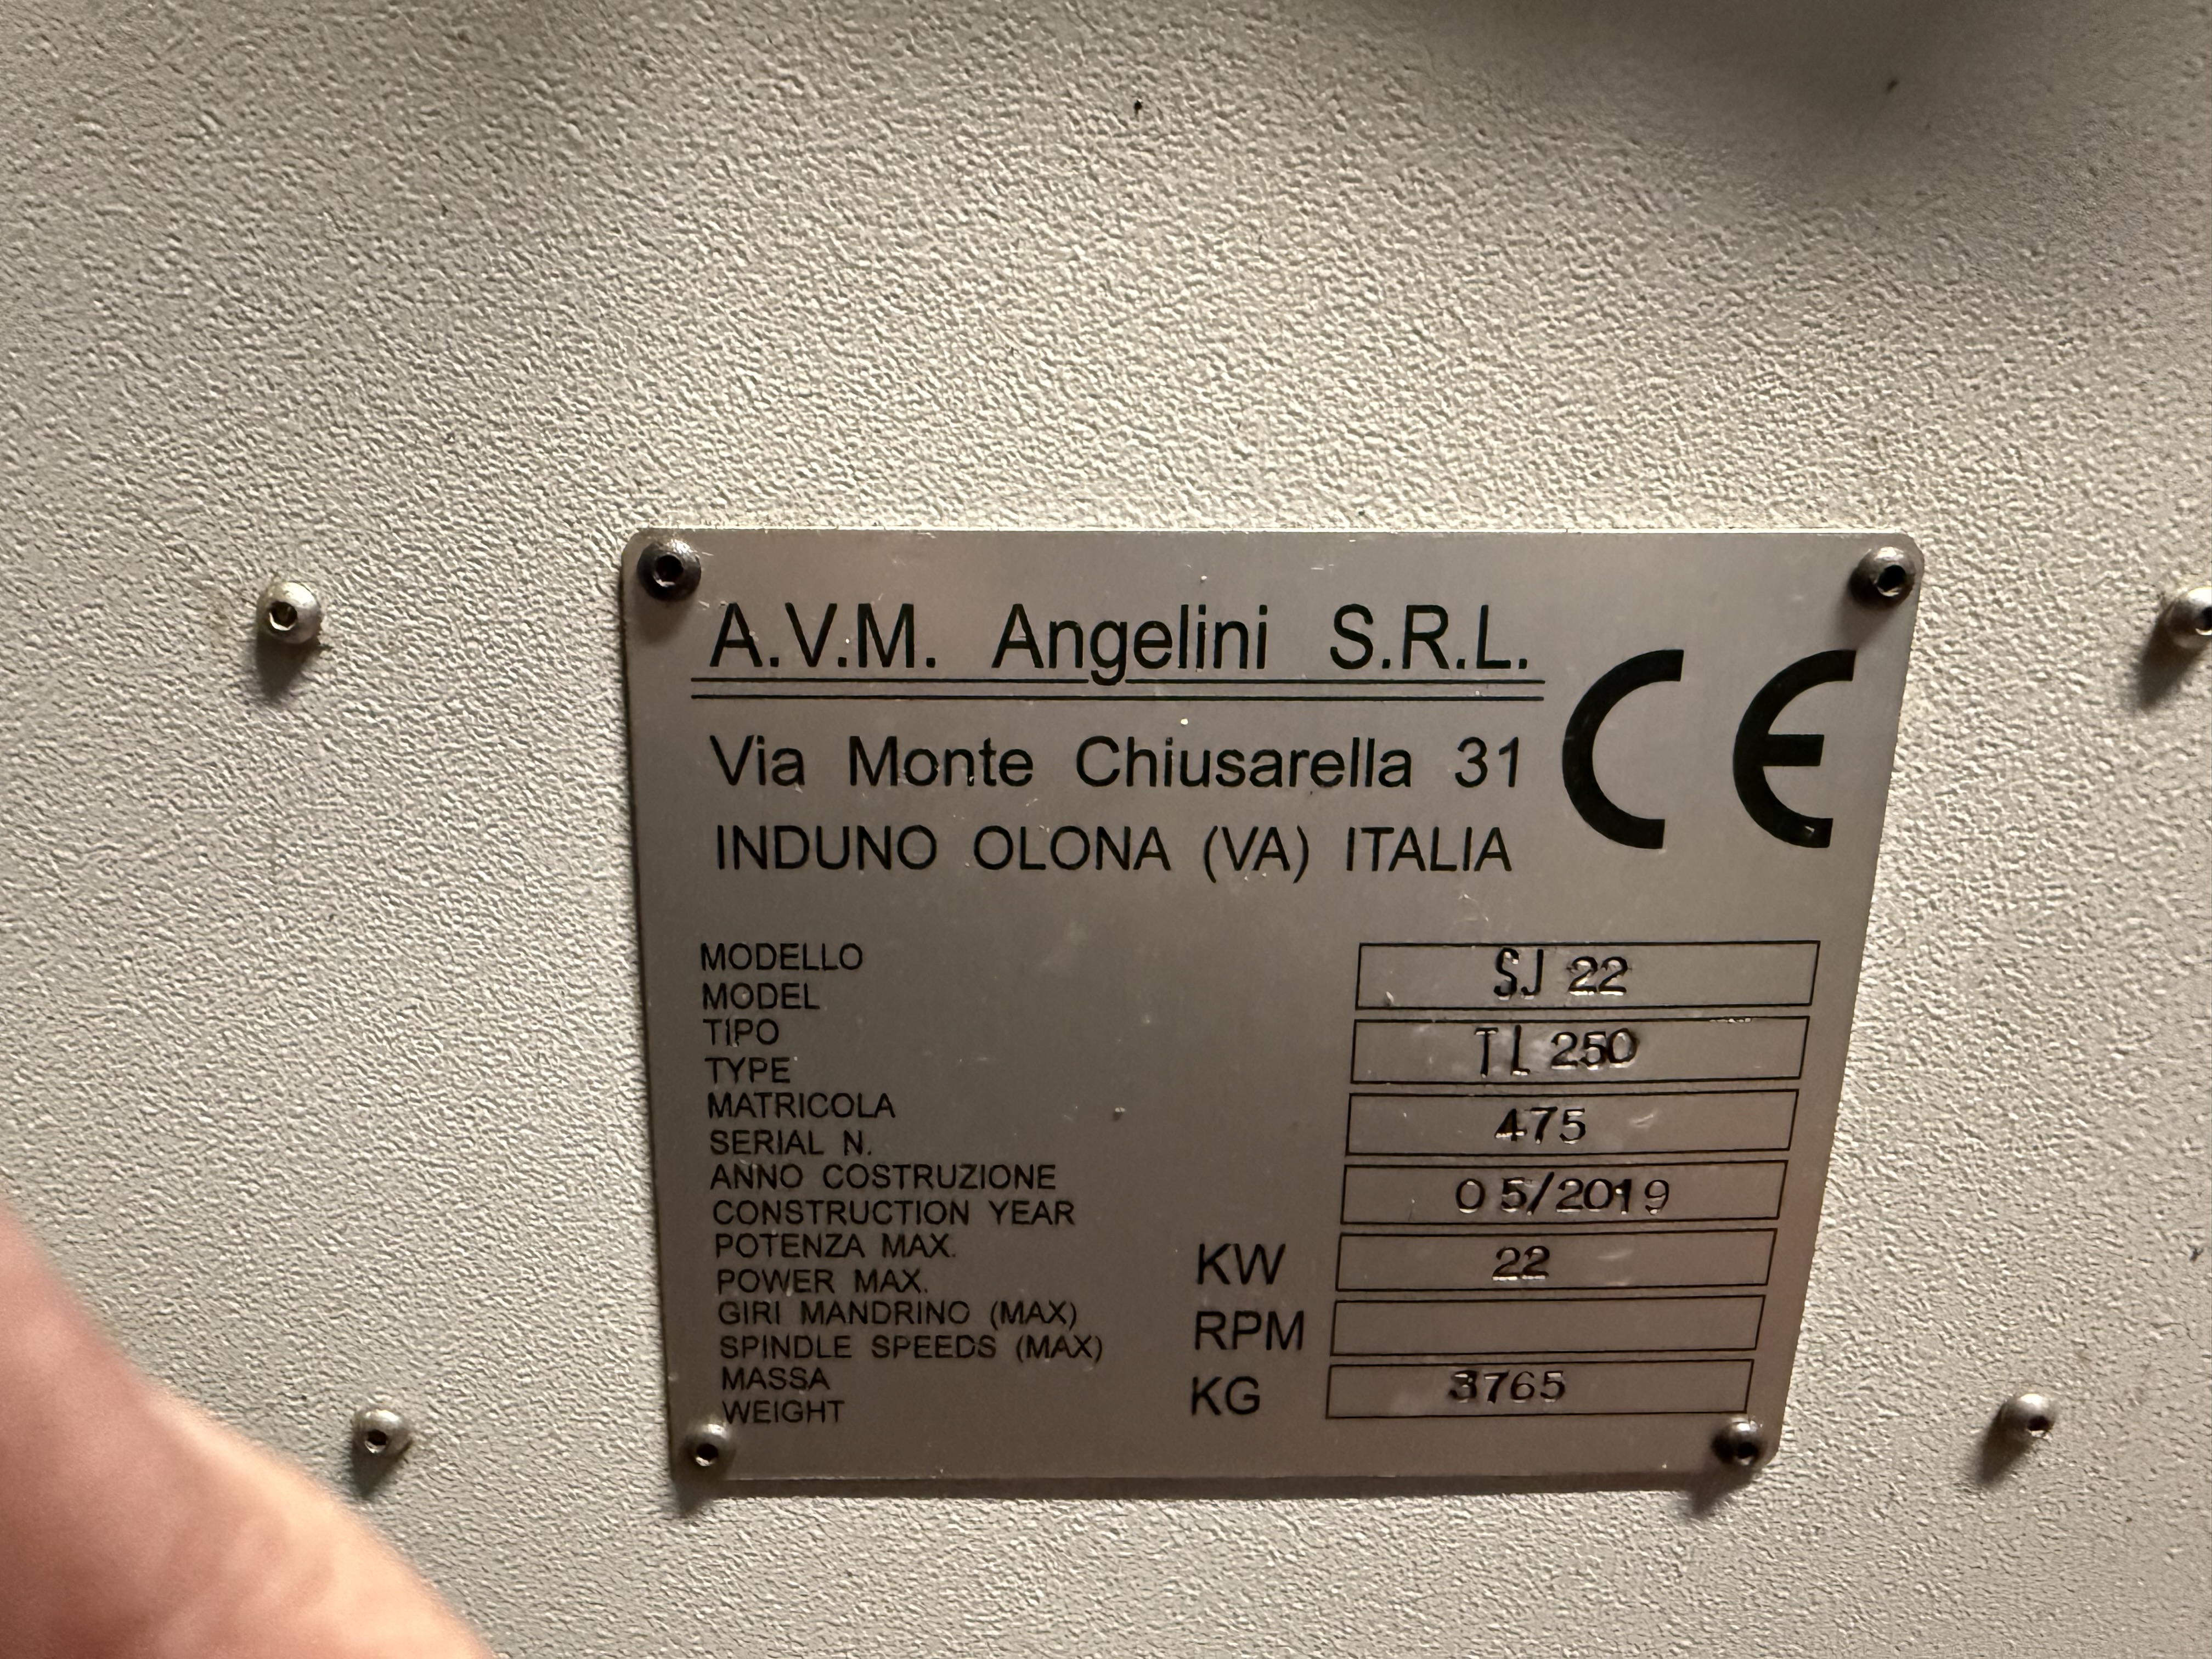 A.V.M. Angelini S.R.L.
Via Monte Chiusarella 31
INDUNO OLONA (VA) ITALIA
CE
MODELLO
MODEL
SJ 22
TIPO
TYPE
TL 250
MATRICOLA
SERIAL N.
475
ANNO COSTRUZIONE
CONSTRUCTION YEAR
05/2019
POTENZA MAX.
POWER MAX.
KW 22
GIRI MANDRINO (MAX)
SPINDLE SPEEDS (MAX)
RPM
MASSA
WEIGHT
KG 3765